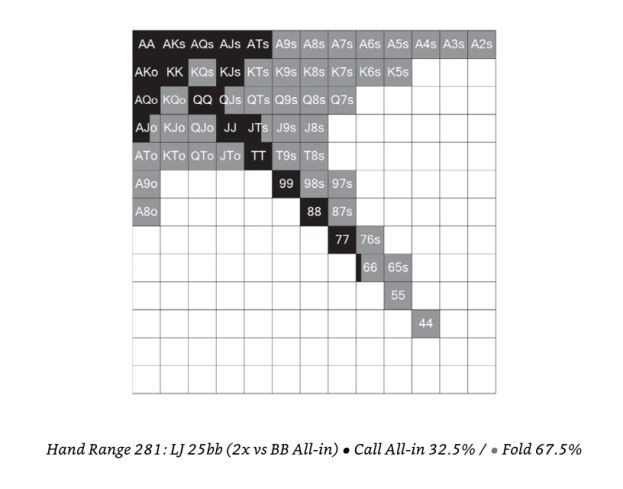 AA AKs AQs AJs ATs A9s A8s A7s A6s A5s A4s A3s A2s
AKo KK KQs KJs KTs K9s K8s K7s K6s K5s
AQo KQo QQ QJs QTs Q9s Q8s Q7s
AJo KJo QJo JJ JTs J9s J8s
ATo KTo QTo JTo TT T9s T8s
A9o 99 98s 97s
A8o 88 87s
77 76s
66 65s
55
44
Hand Range 281: LJ 25bb (2x vs BB All-in) • Call All-in 32.5% / • Fold 67.5%